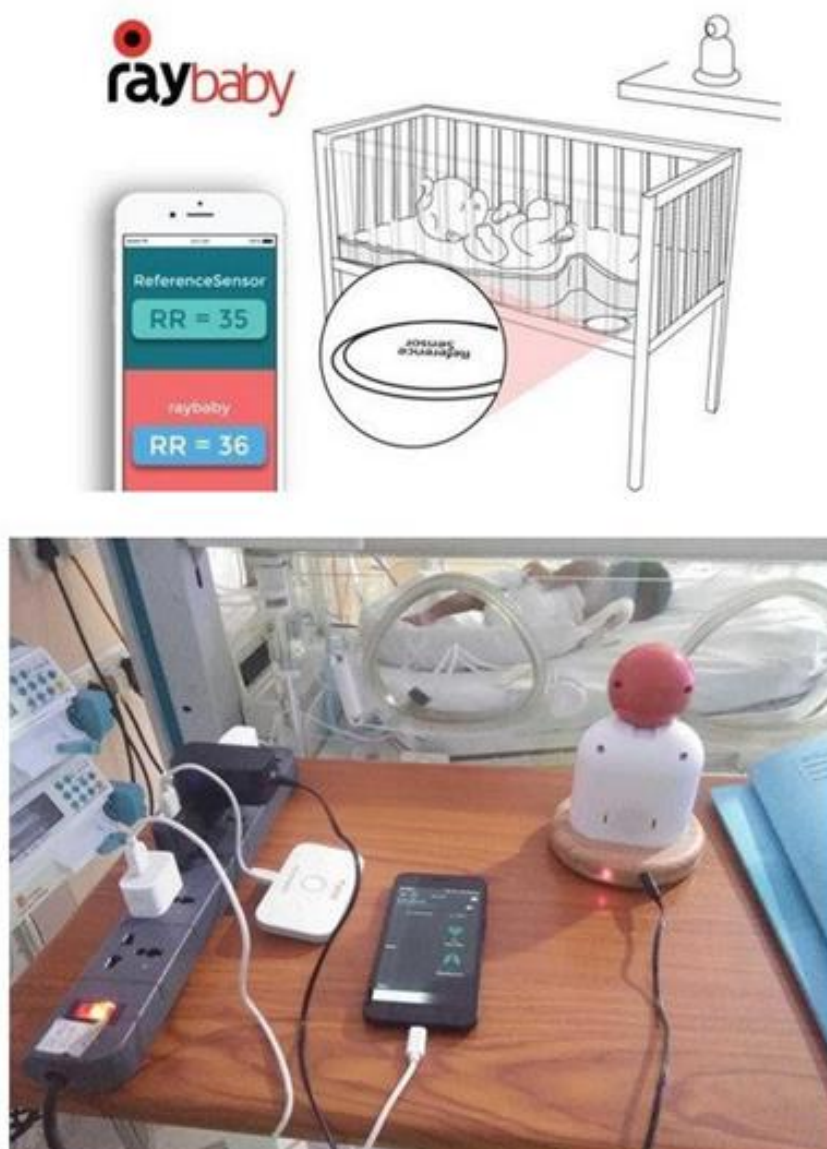 raybaby
ReferenceSensor
RR = 35
raybaby
RR = 36
Reference
Sensor